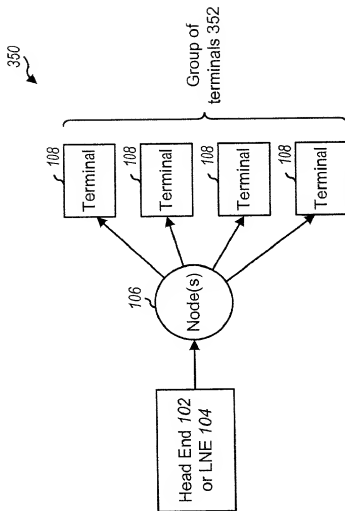 350
Group of
terminals 352
108
Terminal
108
Terminal
108
Terminal
108
Terminal
106
Node(s)
Head End 102
or LNE 104